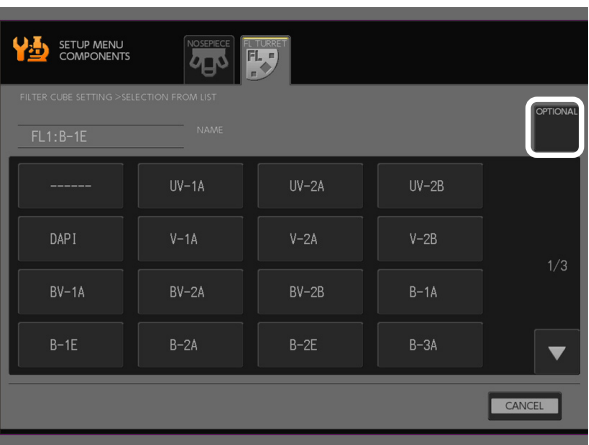 SETUP MENU
COMPONENTS
NOSEPIECE
FL TURRET
FL
FILTER CUBE SETTING >SELECTION FROM LIST
OPTIONAL
FL1:B-1E
NAME
------
UV-1A
UV-2A
UV-2B
DAPI
V-1A
V-2A
V-2B
1/3
BV-1A
BV-2A
BV-2B
B-1A
B-1E
B-2A
B-2E
B-3A
CANCEL